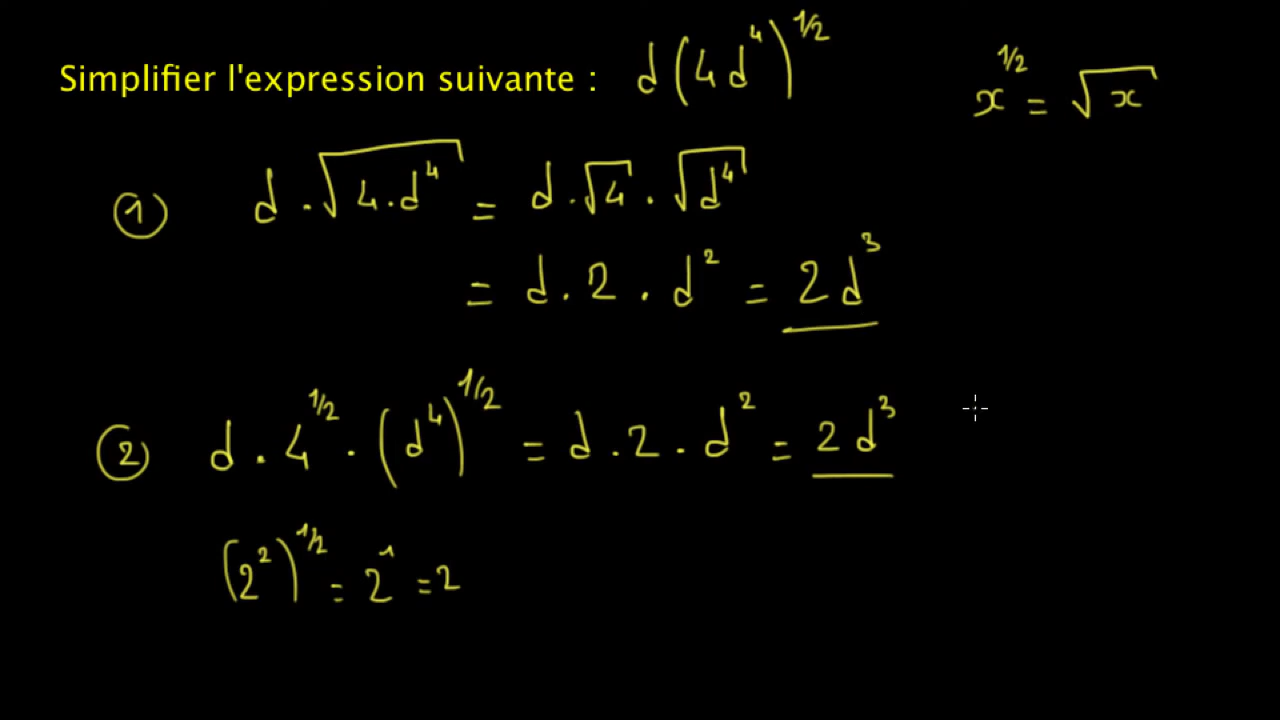 Simplifier l'expression suivante : d(4d⁴)^1/2
x^1/2 = √x
① d · √(4·d⁴) = d · √4 · √(d⁴)
= d · 2 · d² = 2d³
② d · 4^1/2 · (d⁴)^1/2 = d · 2 · d² = 2d³
(2²)^1/2 = 2¹ = 2